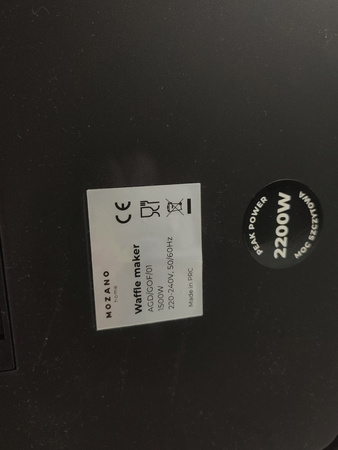 MOZANO
home
Waffle maker
AGD/GOF/01
1500W
220-240V, 50/60Hz
Made in PRC
CE
PEAK POWER
2200W
MOC SZCZYTOWA